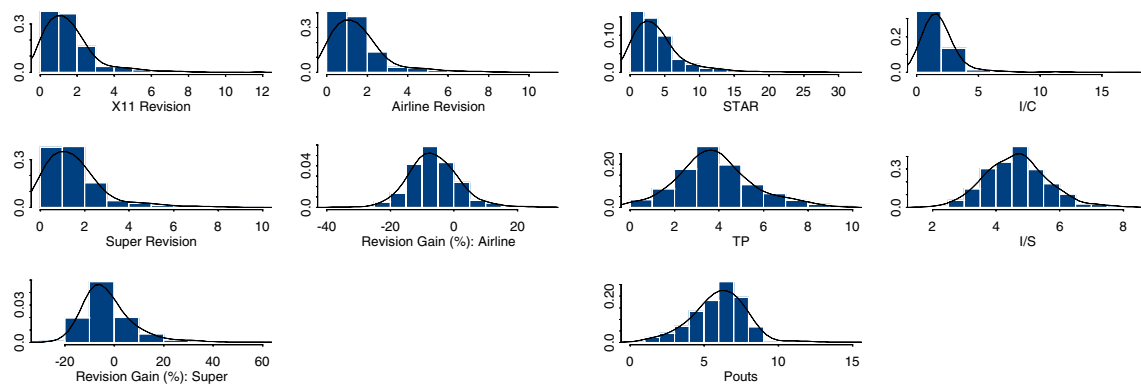 0.0 0.3
0 2 4 6 8 10 12
X11 Revision
0.0 0.3
0 2 4 6 8 10
Airline Revision
0.0 0.10
0 5 10 15 20 25 30
STAR
0.0 0.2
0 5 10 15
I/C
0.0 0.3
0 2 4 6 8 10
Super Revision
0.0 0.04
-40 -20 0 20
Revision Gain (%): Airline
0.0 0.20
0 2 4 6 8 10
TP
0.0 0.3
2 4 6 8
I/S
0.0 0.03
-20 0 20 40 60
Revision Gain (%): Super
0.0 0.20
0 5 10 15
Pouts